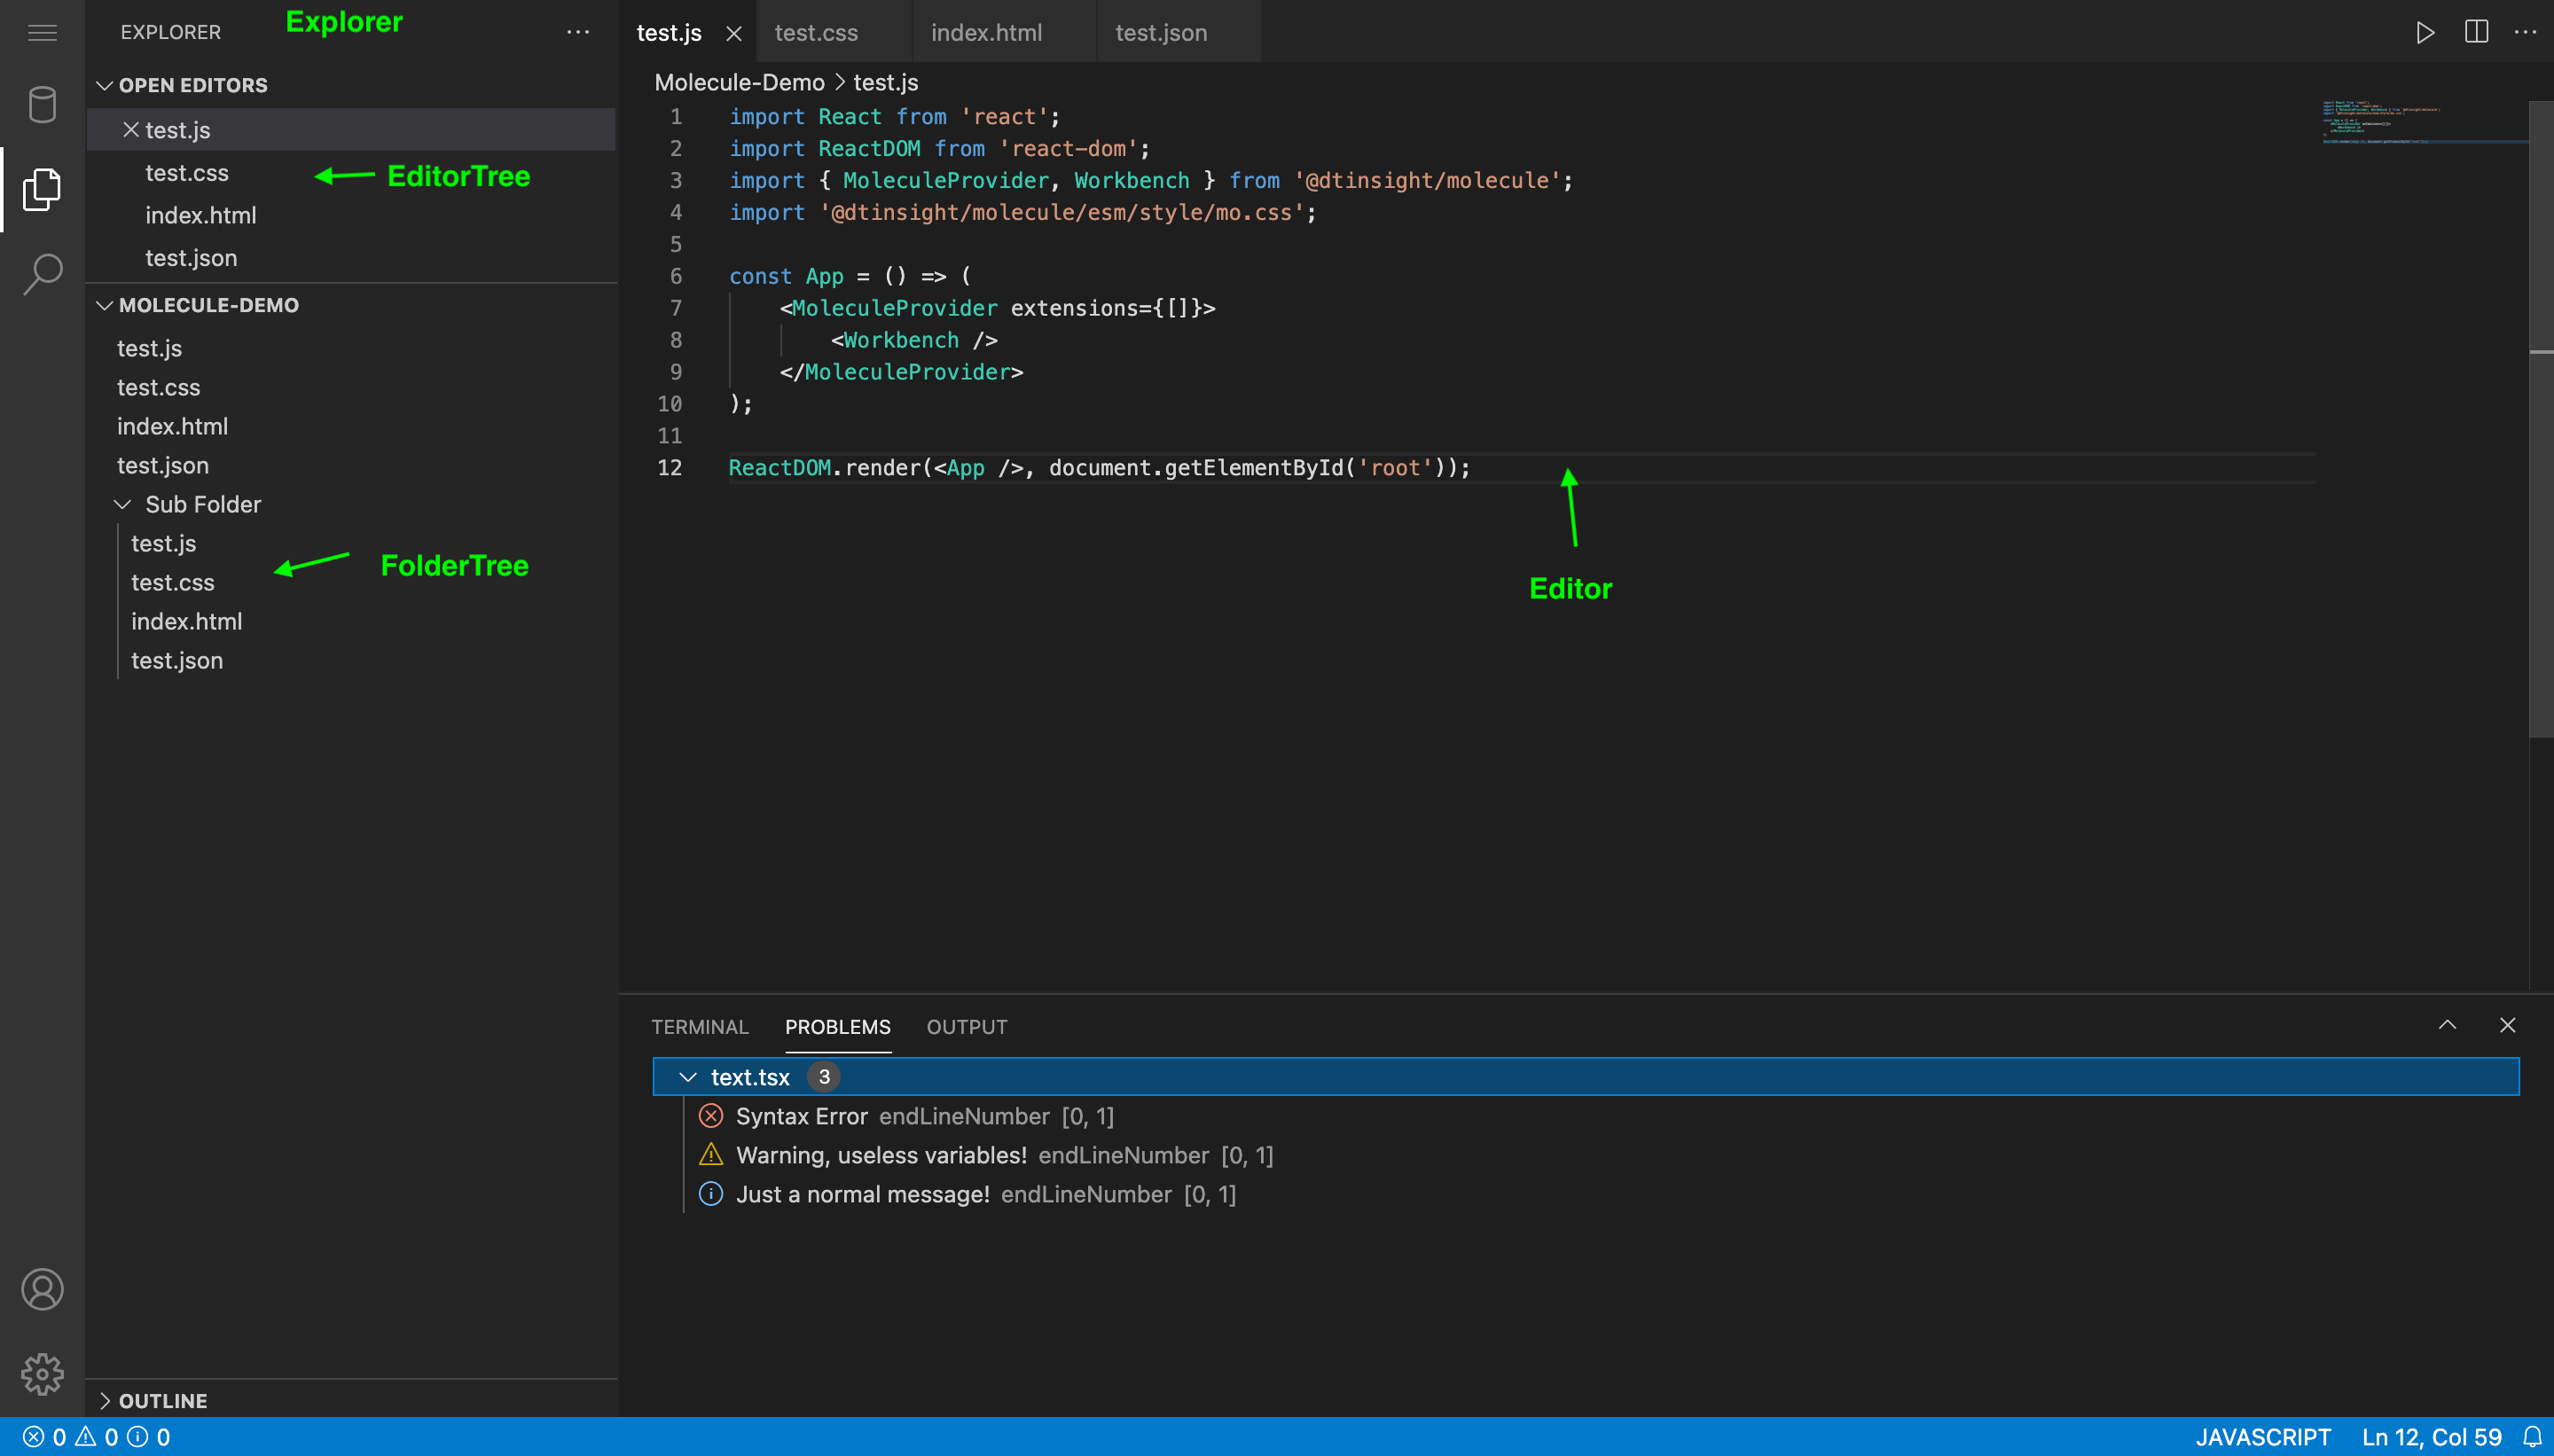 EXPLORER
Explorer
OPEN EDITORS
test.js
test.css
EditorTree
index.html
test.json
MOLECULE-DEMO
test.js
test.css
index.html
test.json
Sub Folder
test.js
test.css
FolderTree
index.html
test.json
OUTLINE
test.js test.css index.html test.json
Molecule-Demo > test.js
1 import React from 'react';
2 import ReactDOM from 'react-dom';
3 import { MoleculeProvider, Workbench } from '@dtinsight/molecule';
4 import '@dtinsight/molecule/esm/style/mo.css';
5
6 const App = () => (
7 <MoleculeProvider extensions={[]}>
8 <Workbench />
9 </MoleculeProvider>
10 );
11
12 ReactDOM.render(<App />, document.getElementById('root'));
Editor
TERMINAL PROBLEMS OUTPUT
text.tsx 3
Syntax Error endLineNumber [0, 1]
Warning, useless variables! endLineNumber [0, 1]
Just a normal message! endLineNumber [0, 1]
0 0 0
JAVASCRIPT Ln 12, Col 59